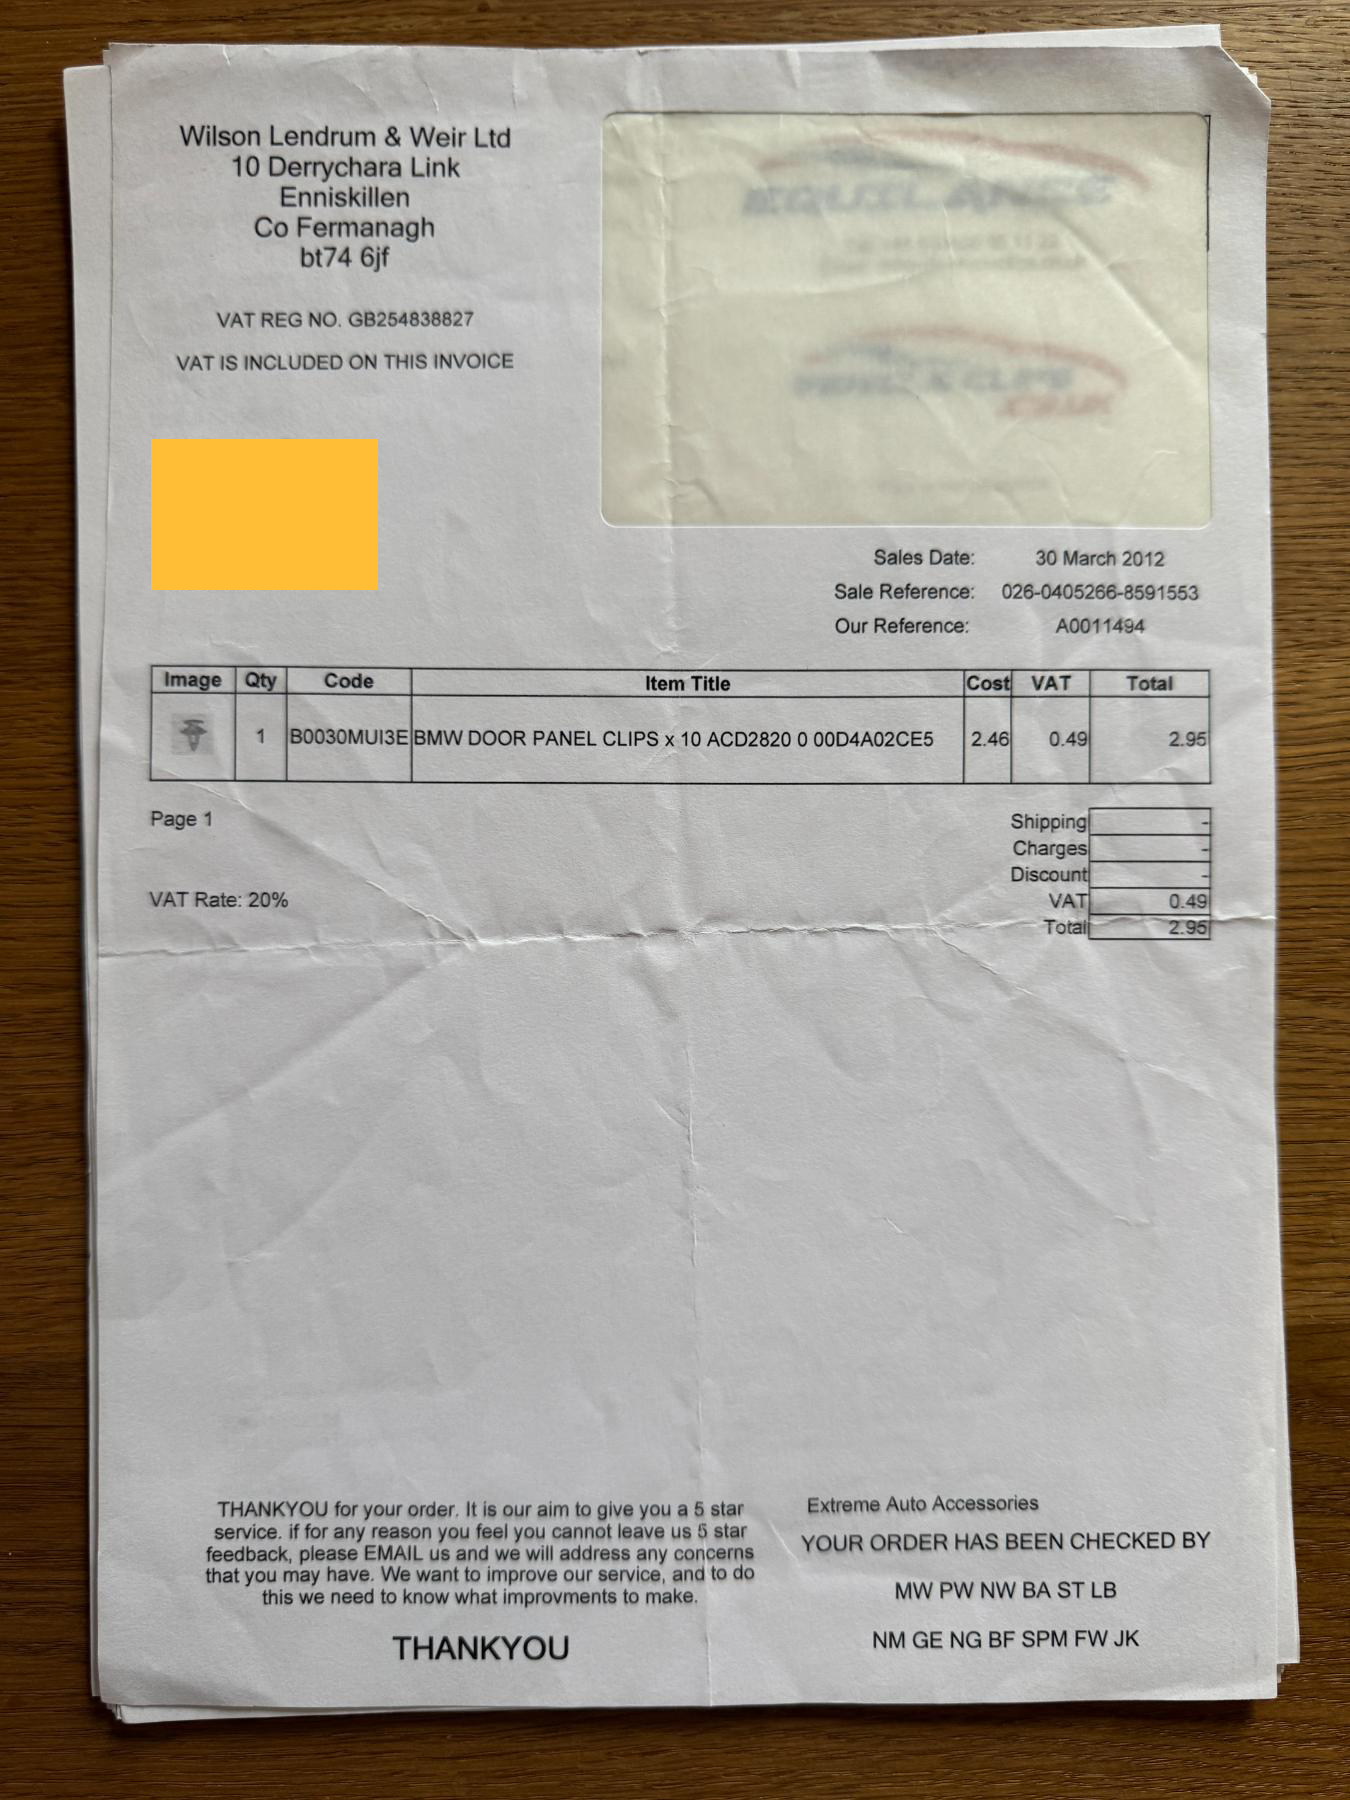 Wilson Lendrum & Weir Ltd
10 Derrychara Link
Enniskillen
Co Fermanagh
bt74 6jf
VAT REG NO. GB254838827
VAT IS INCLUDED ON THIS INVOICE
Sales Date: 30 March 2012
Sale Reference: 026-0405266-8591553
Our Reference: A0011494
Image Qty Code Item Title Cost VAT Total
1 B0030MUI3E BMW DOOR PANEL CLIPS x 10 ACD2820 0 00D4A02CE5 2.46 0.49 2.95
Page 1
Shipping -
Charges -
Discount -
VAT Rate: 20%
VAT 0.49
Total 2.95
THANKYOU for your order. It is our aim to give you a 5 star
service. if for any reason you feel you cannot leave us 5 star
feedback, please EMAIL us and we will address any concerns
that you may have. We want to improve our service, and to do
this we need to know what improvments to make.
THANKYOU
Extreme Auto Accessories
YOUR ORDER HAS BEEN CHECKED BY
MW PW NW BA ST LB
NM GE NG BF SPM FW JK